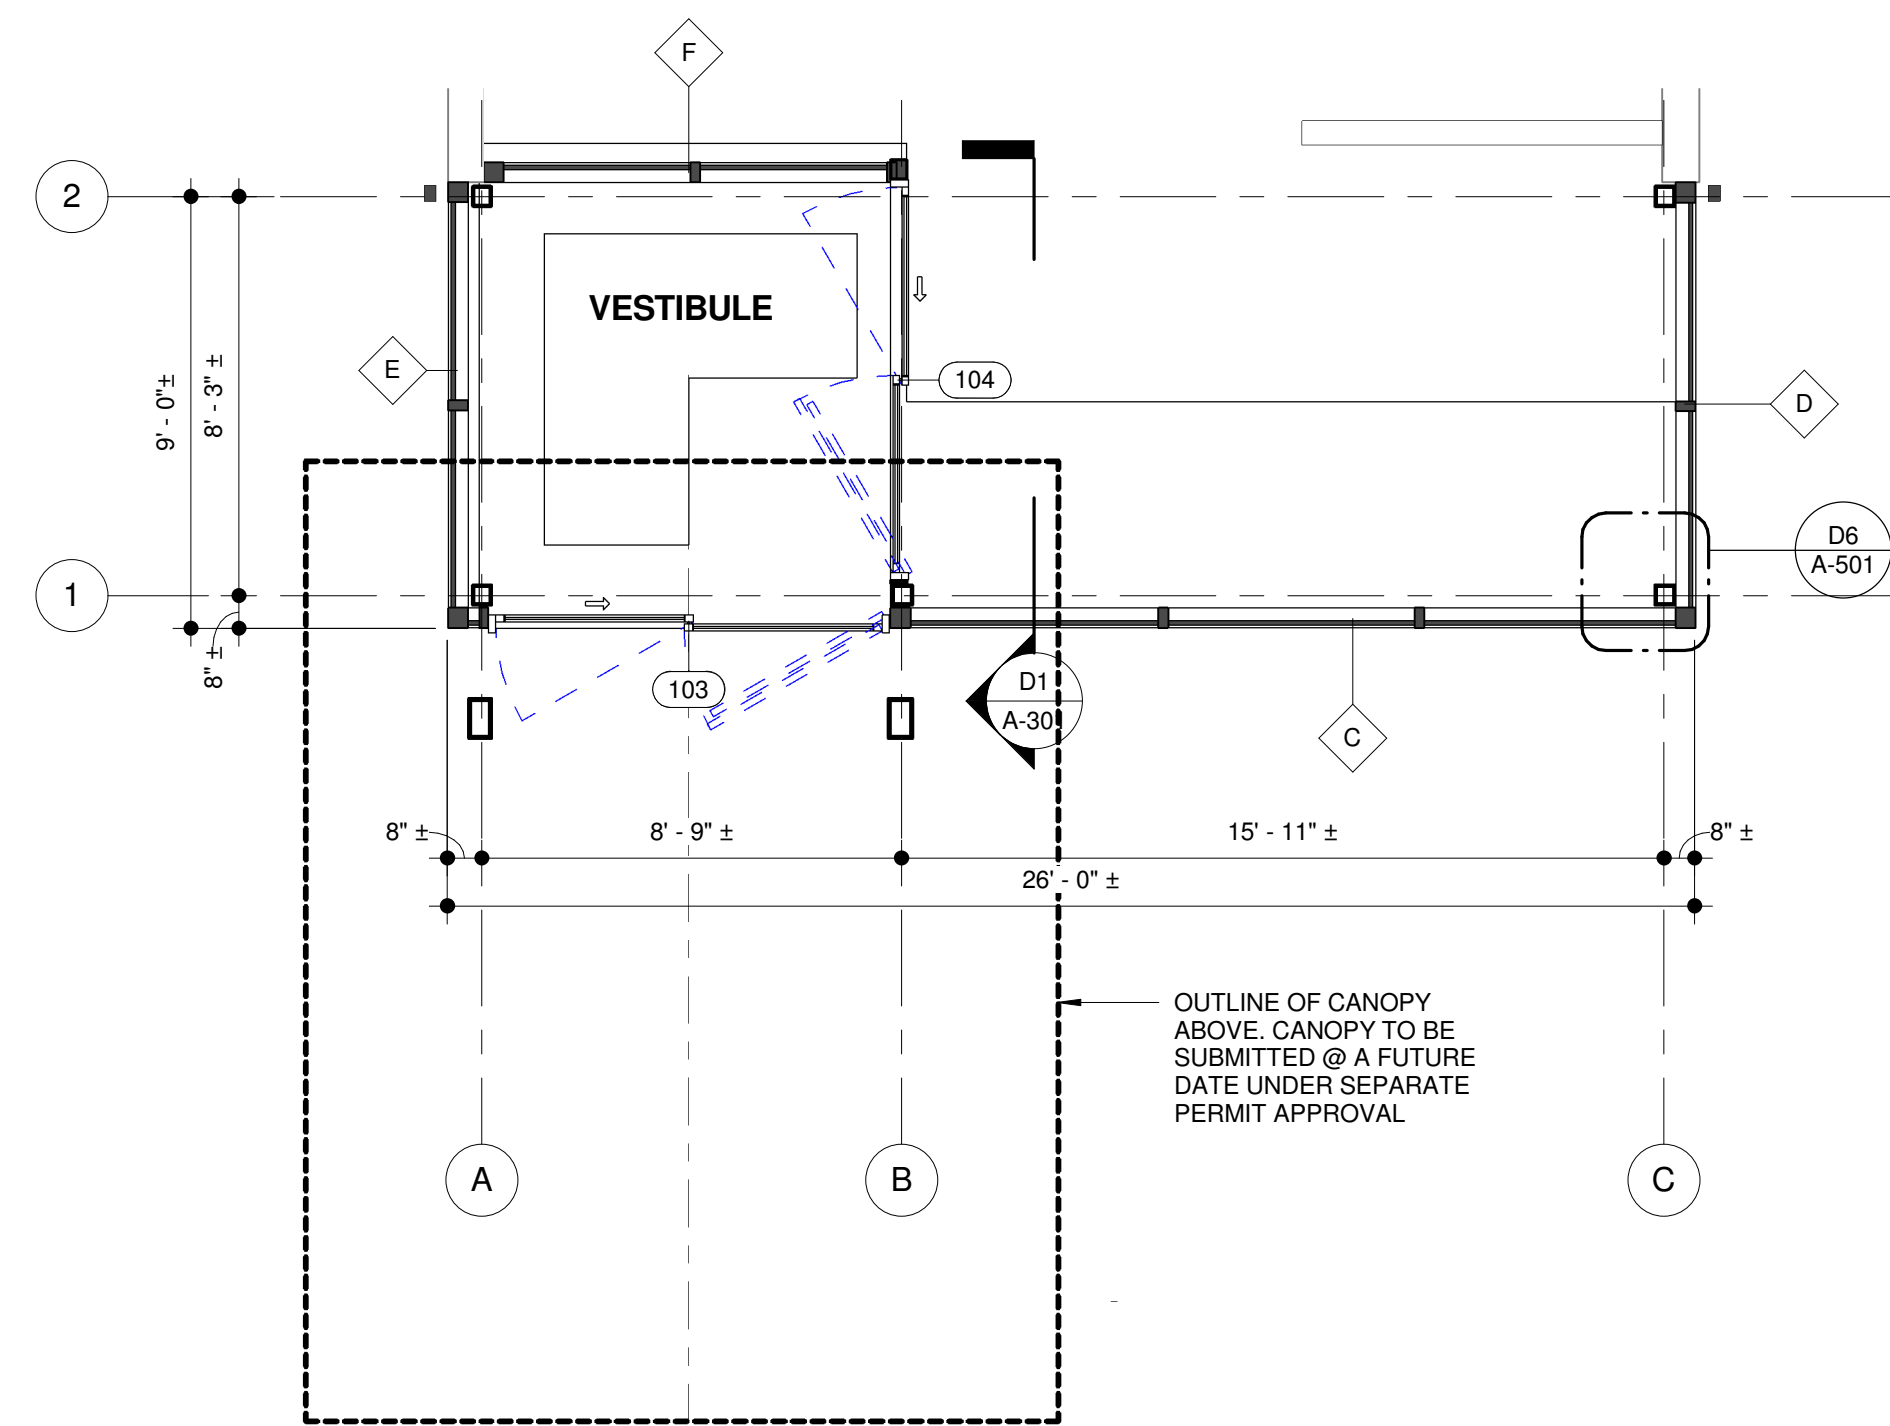 F
2
VESTIBULE
E
104
D
9' - 0"±
8' - 3" ±
D6
A-501
1
8" ±
103
D1
A-30
C
8" ±
8' - 9" ±
15' - 11" ±
8" ±
26' - 0" ±
OUTLINE OF CANOPY
ABOVE. CANOPY TO BE
SUBMITTED @ A FUTURE
DATE UNDER SEPARATE
PERMIT APPROVAL
A
B
C